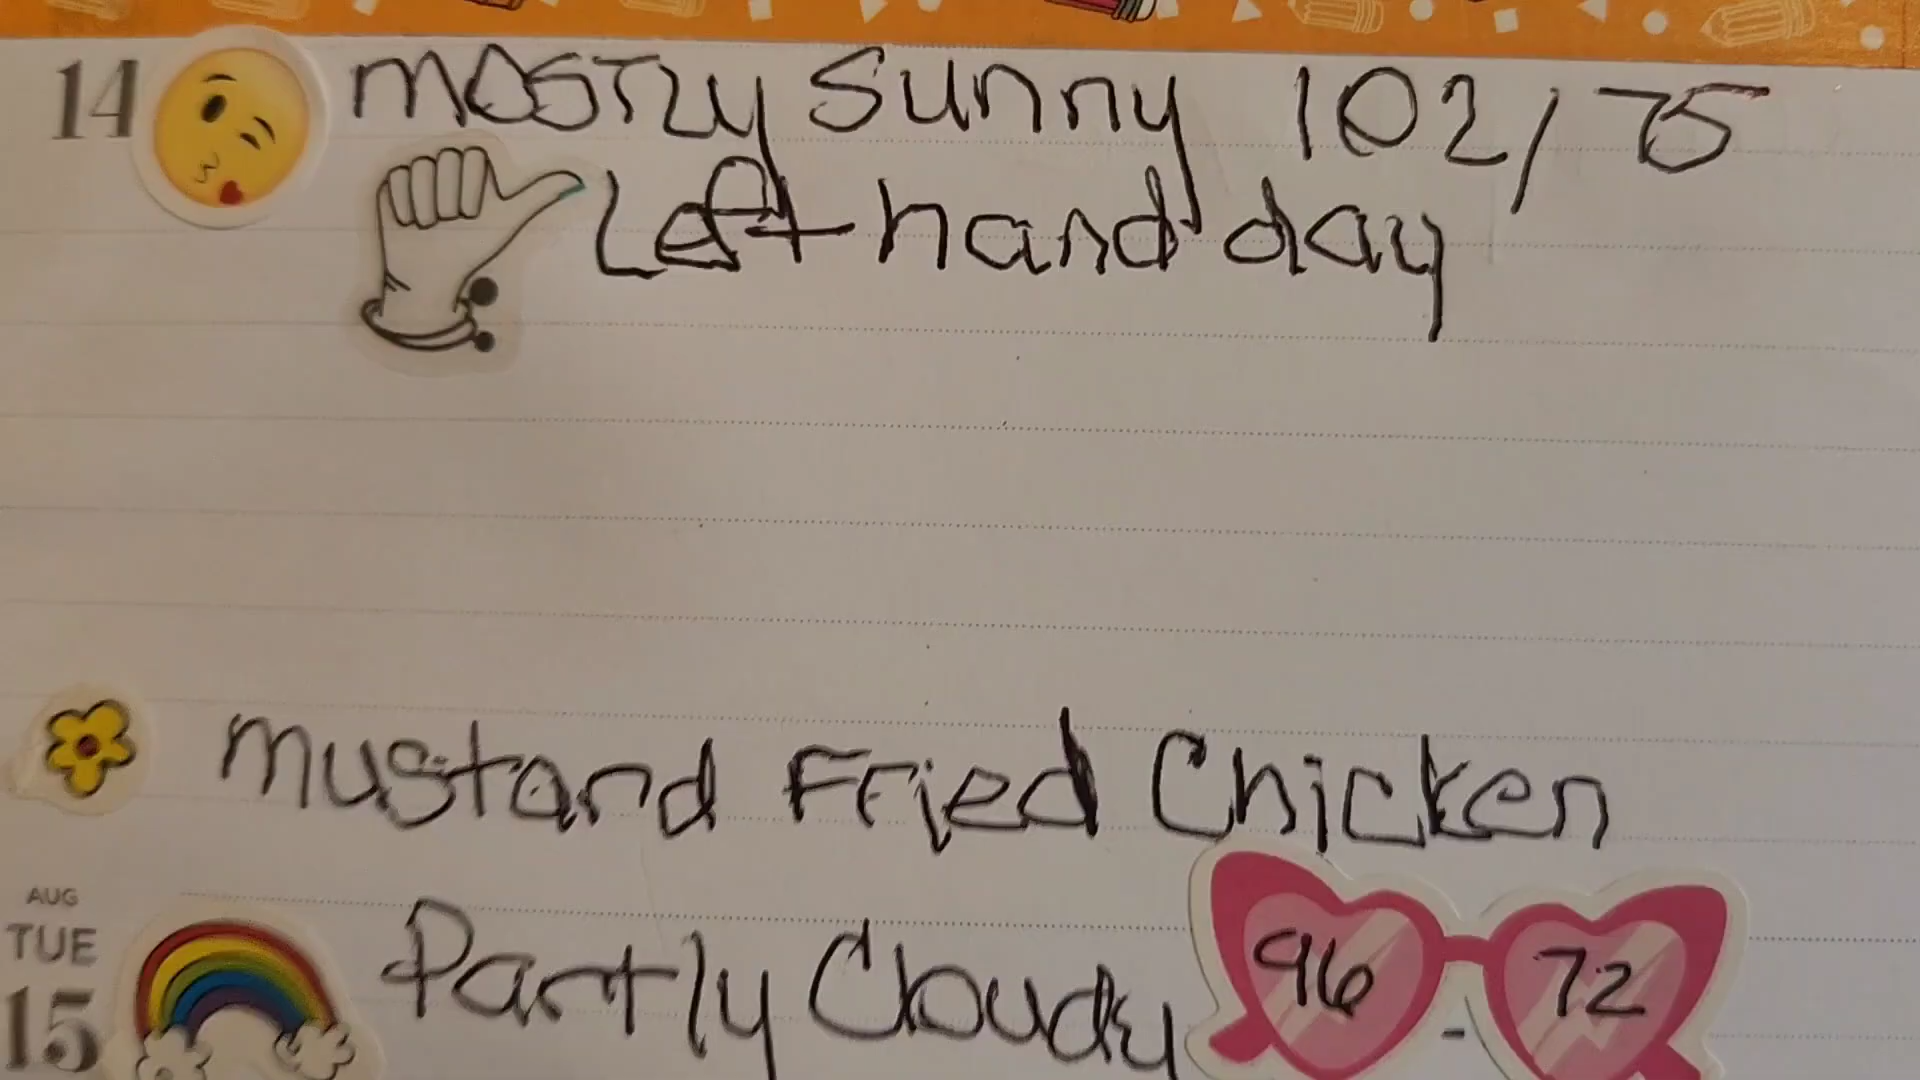 14 mostly sunny 102/75
Left hand day
mustard Fried Chicken
AUG
TUE
15 Partly Cloudy 96 - 72